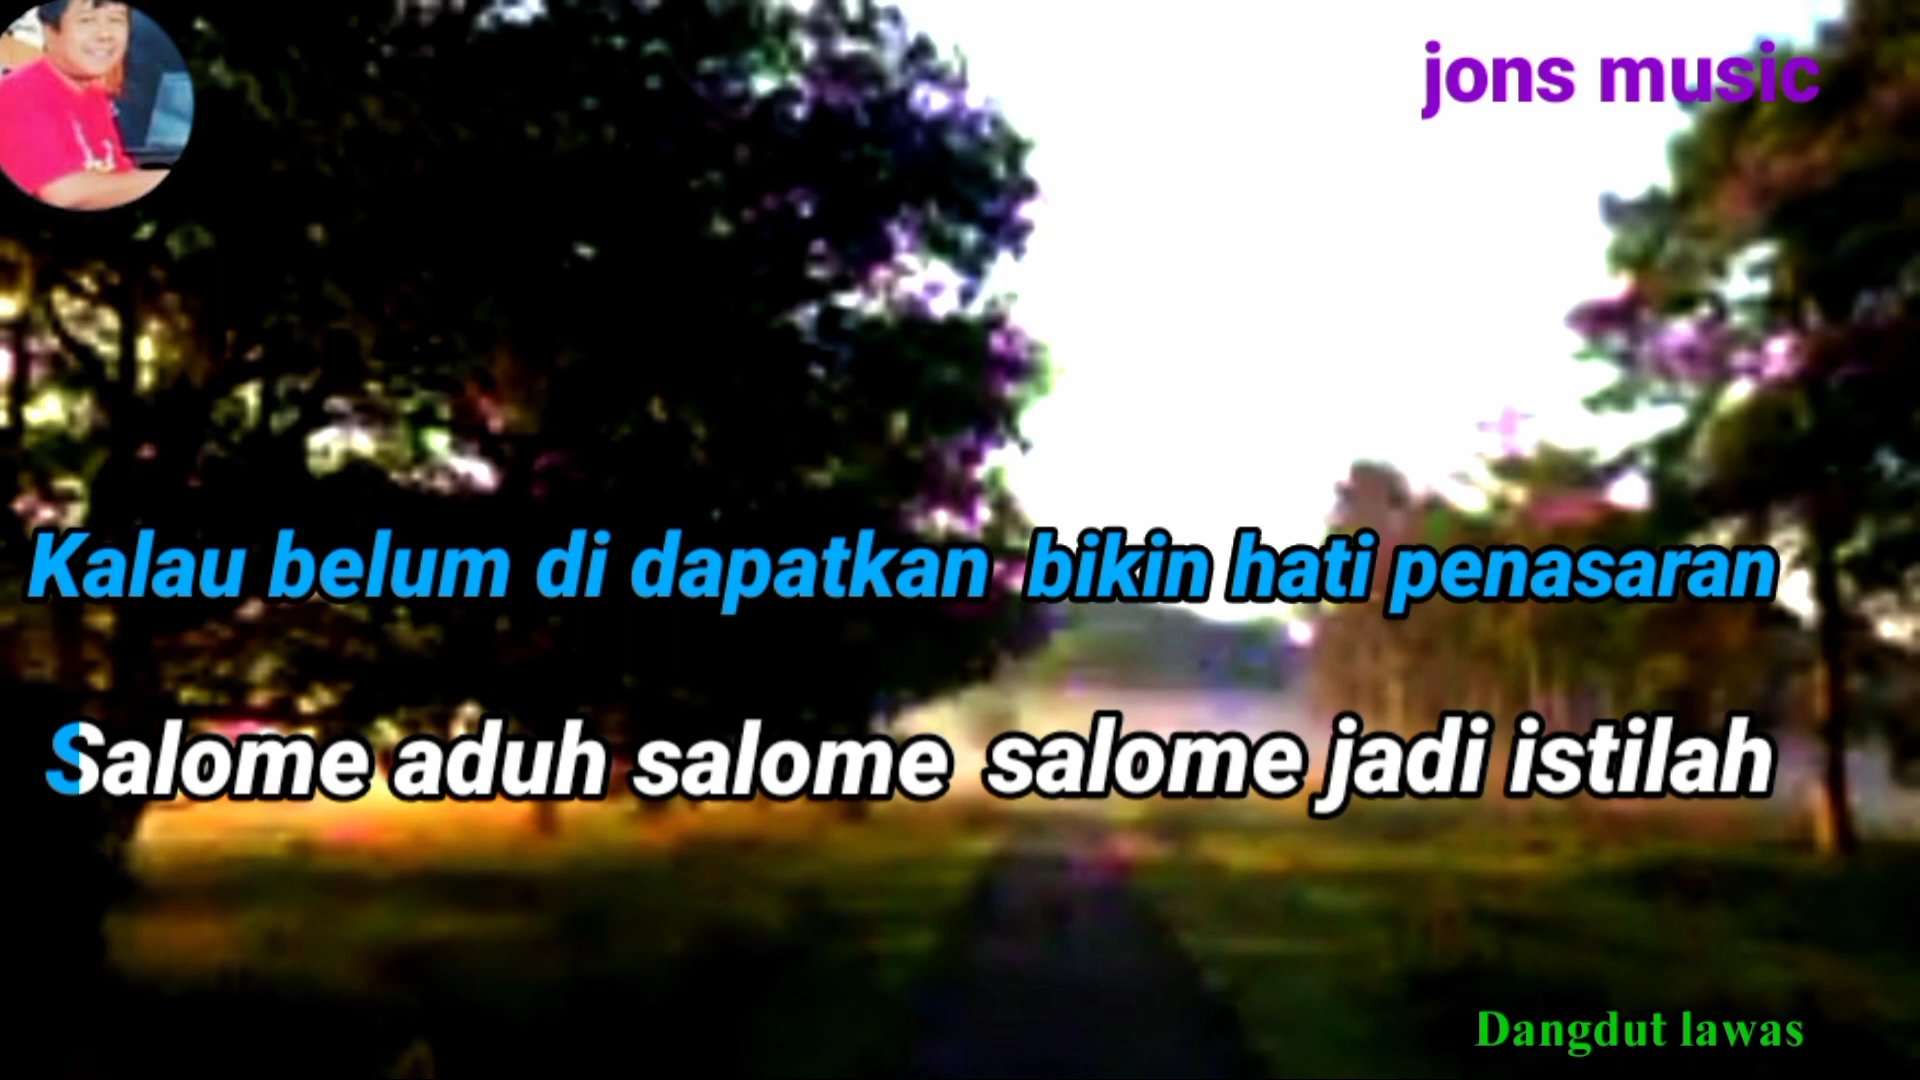 jons music
Kalau belum di dapatkan bikin hati penasaran
Salome aduh salome salome jadi istilah
Dangdut lawas